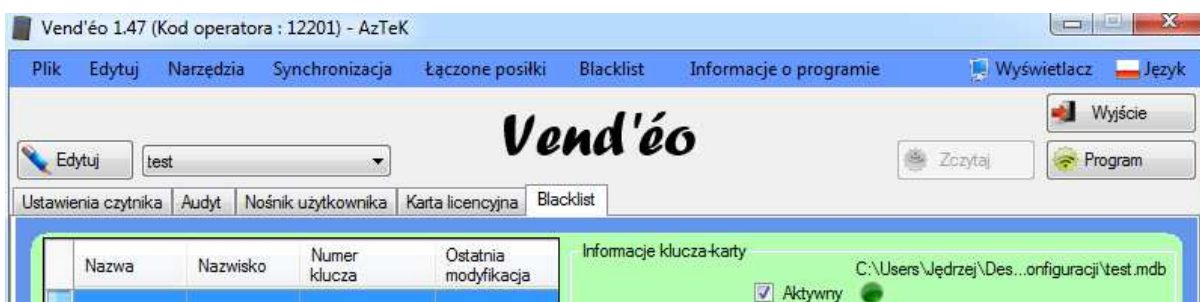 Vend'éo 1.47 (Kod operatora : 12201) - AzTeK
Plik Edytuj Narzędzia Synchronizacja Łączone posiłki Blacklist Informacje o programie Wyświetlacz Język
Vend'éo
Wyjście
Edytuj test Zczytaj Program
Ustawienia czytnika Audyt Nośnik użytkownika Karta licencyjna Blacklist
Nazwa Nazwisko Numer klucza Ostatnia modyfikacja
Informacje klucza-karty
C:\Users\Jędrzej\Des...onfiguracji\test.mdb
Aktywny